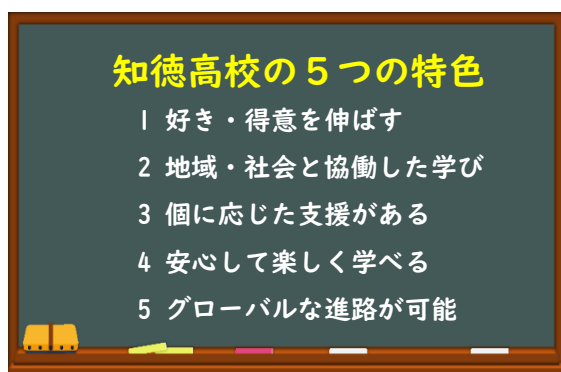 知徳高校の５つの特色
1 好き・得意を伸ばす
2 地域・社会と協働した学び
3 個に応じた支援がある
4 安心して楽しく学べる
5 グローバルな進路が可能